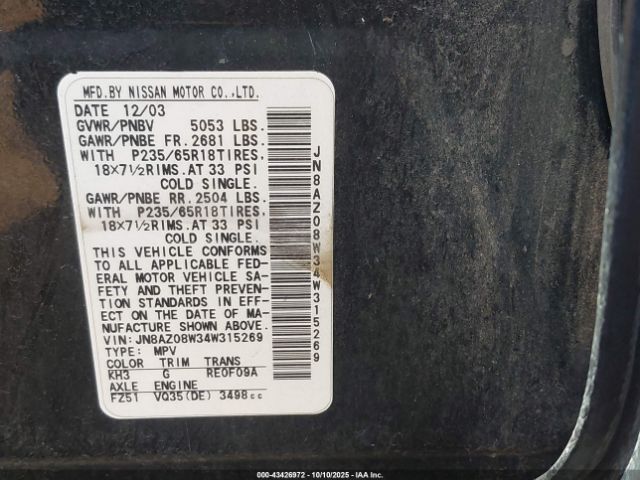 MFD.BY NISSAN MOTOR CO.,LTD.
DATE 12/03
GVWR/PNBV 5053 LBS.
GAWR/PNBE FR. 2681 LBS.
WITH P235/65R18TIRES,
18×7½RIMS.AT 33 PSI
COLD SINGLE.
GAWR/PNBE RR. 2504 LBS.
WITH P235/65R18TIRES,
18×7½RIMS.AT 33 PSI
COLD SINGLE.
THIS VEHICLE CONFORMS
TO ALL APPLICABLE FED-
ERAL MOTOR VEHICLE SA-
FETY AND THEFT PREVEN-
TION STANDARDS IN EFF-
ECT ON THE DATE OF MA-
NUFACTURE SHOWN ABOVE.
VIN: JN8AZ08W34W315269
TYPE: MPV
COLOR TRIM TRANS
KH3 G RE0F09A
AXLE ENGINE
FZ51 VQ35(DE) 3498cc
JN8AZ08W34W315269
000-43426972 - 10/10/2025 - IAA Inc.